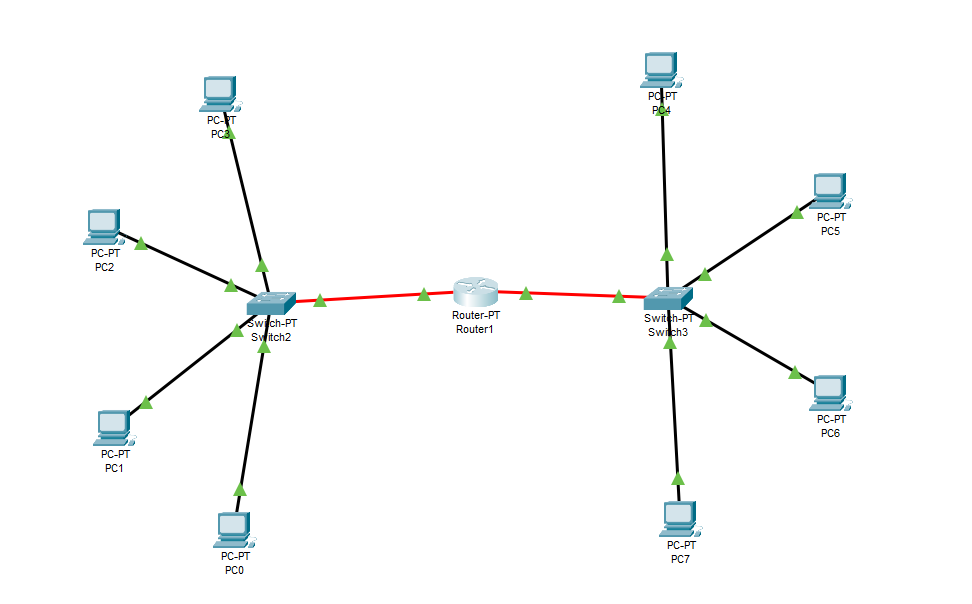 PC-PT
PC3
PC-PT
PC4
PC-PT
PC2
PC-PT
PC5
Switch-PT
Switch2
Router-PT
Router1
Switch-PT
Switch3
PC-PT
PC1
PC-PT
PC6
PC-PT
PC0
PC-PT
PC7